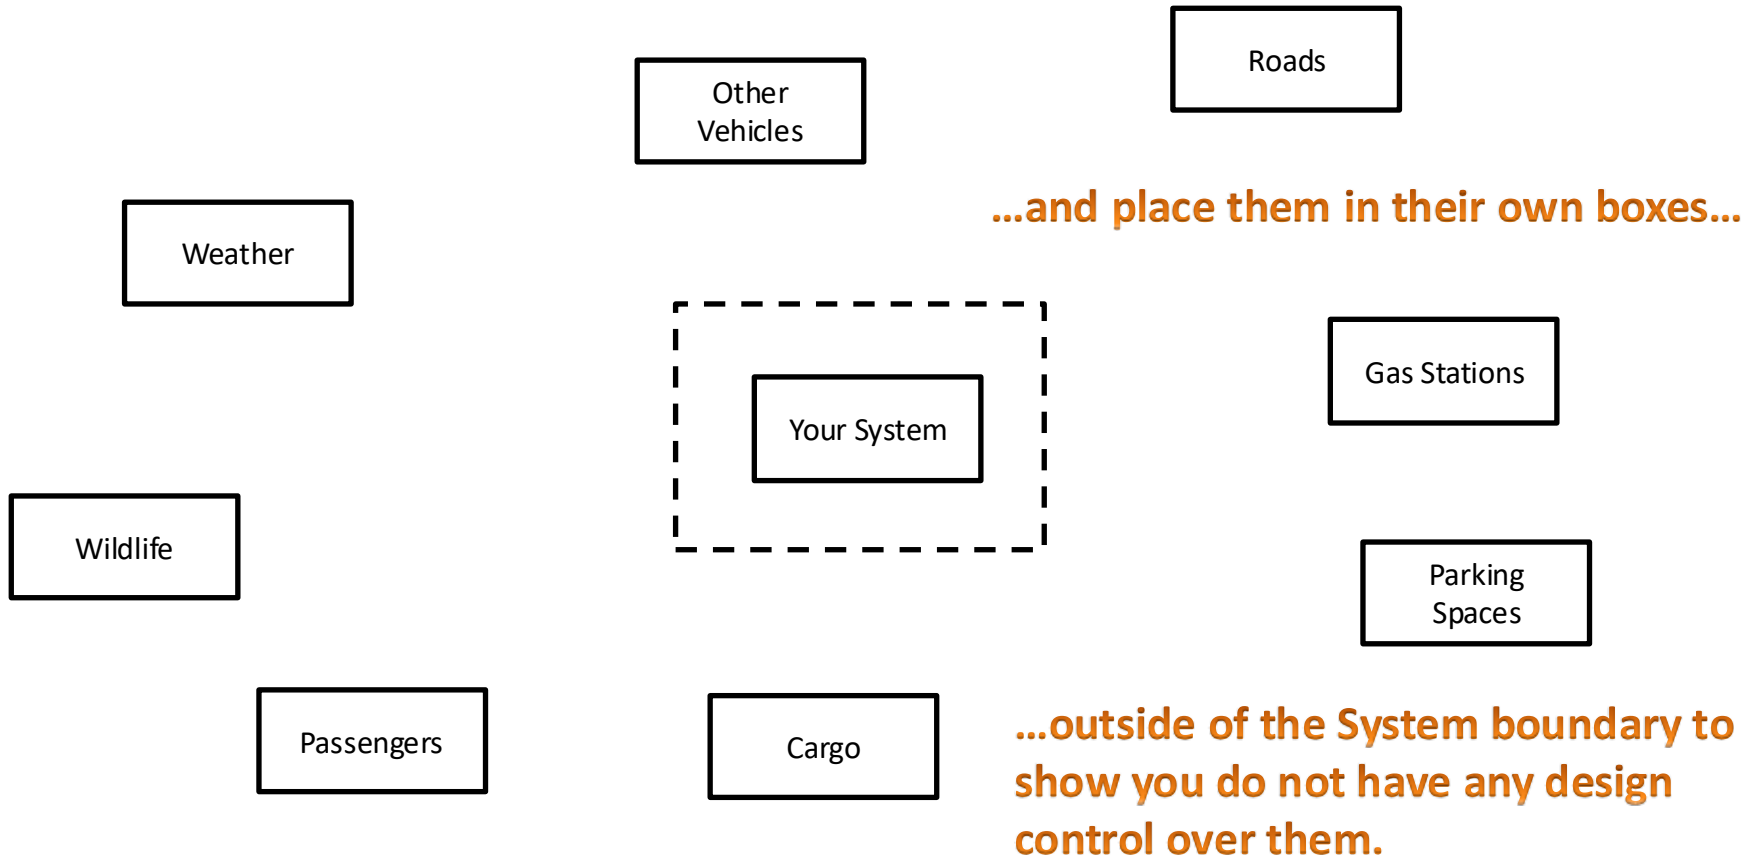 Roads
Other
Vehicles
...and place them in their own boxes...
Weather
Gas Stations
Your System
Wildlife
Parking
Spaces
Passengers
Cargo
...outside of the System boundary to
show you do not have any design
control over them.